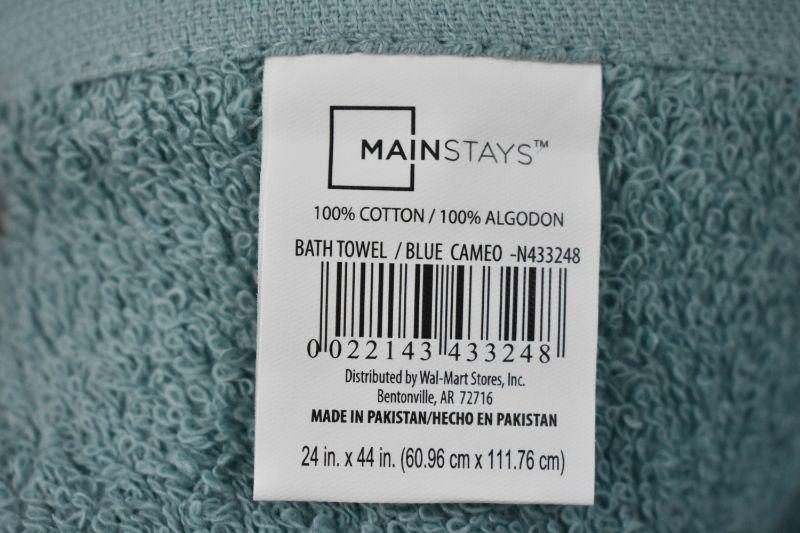 MAINSTAYS™
100% COTTON / 100% ALGODON
BATH TOWEL / BLUE CAMEO -N433248
0 022143 433248
Distributed by Wal-Mart Stores, Inc.
Bentonville, AR 72716
MADE IN PAKISTAN/HECHO EN PAKISTAN
24 in. x 44 in. (60.96 cm x 111.76 cm)